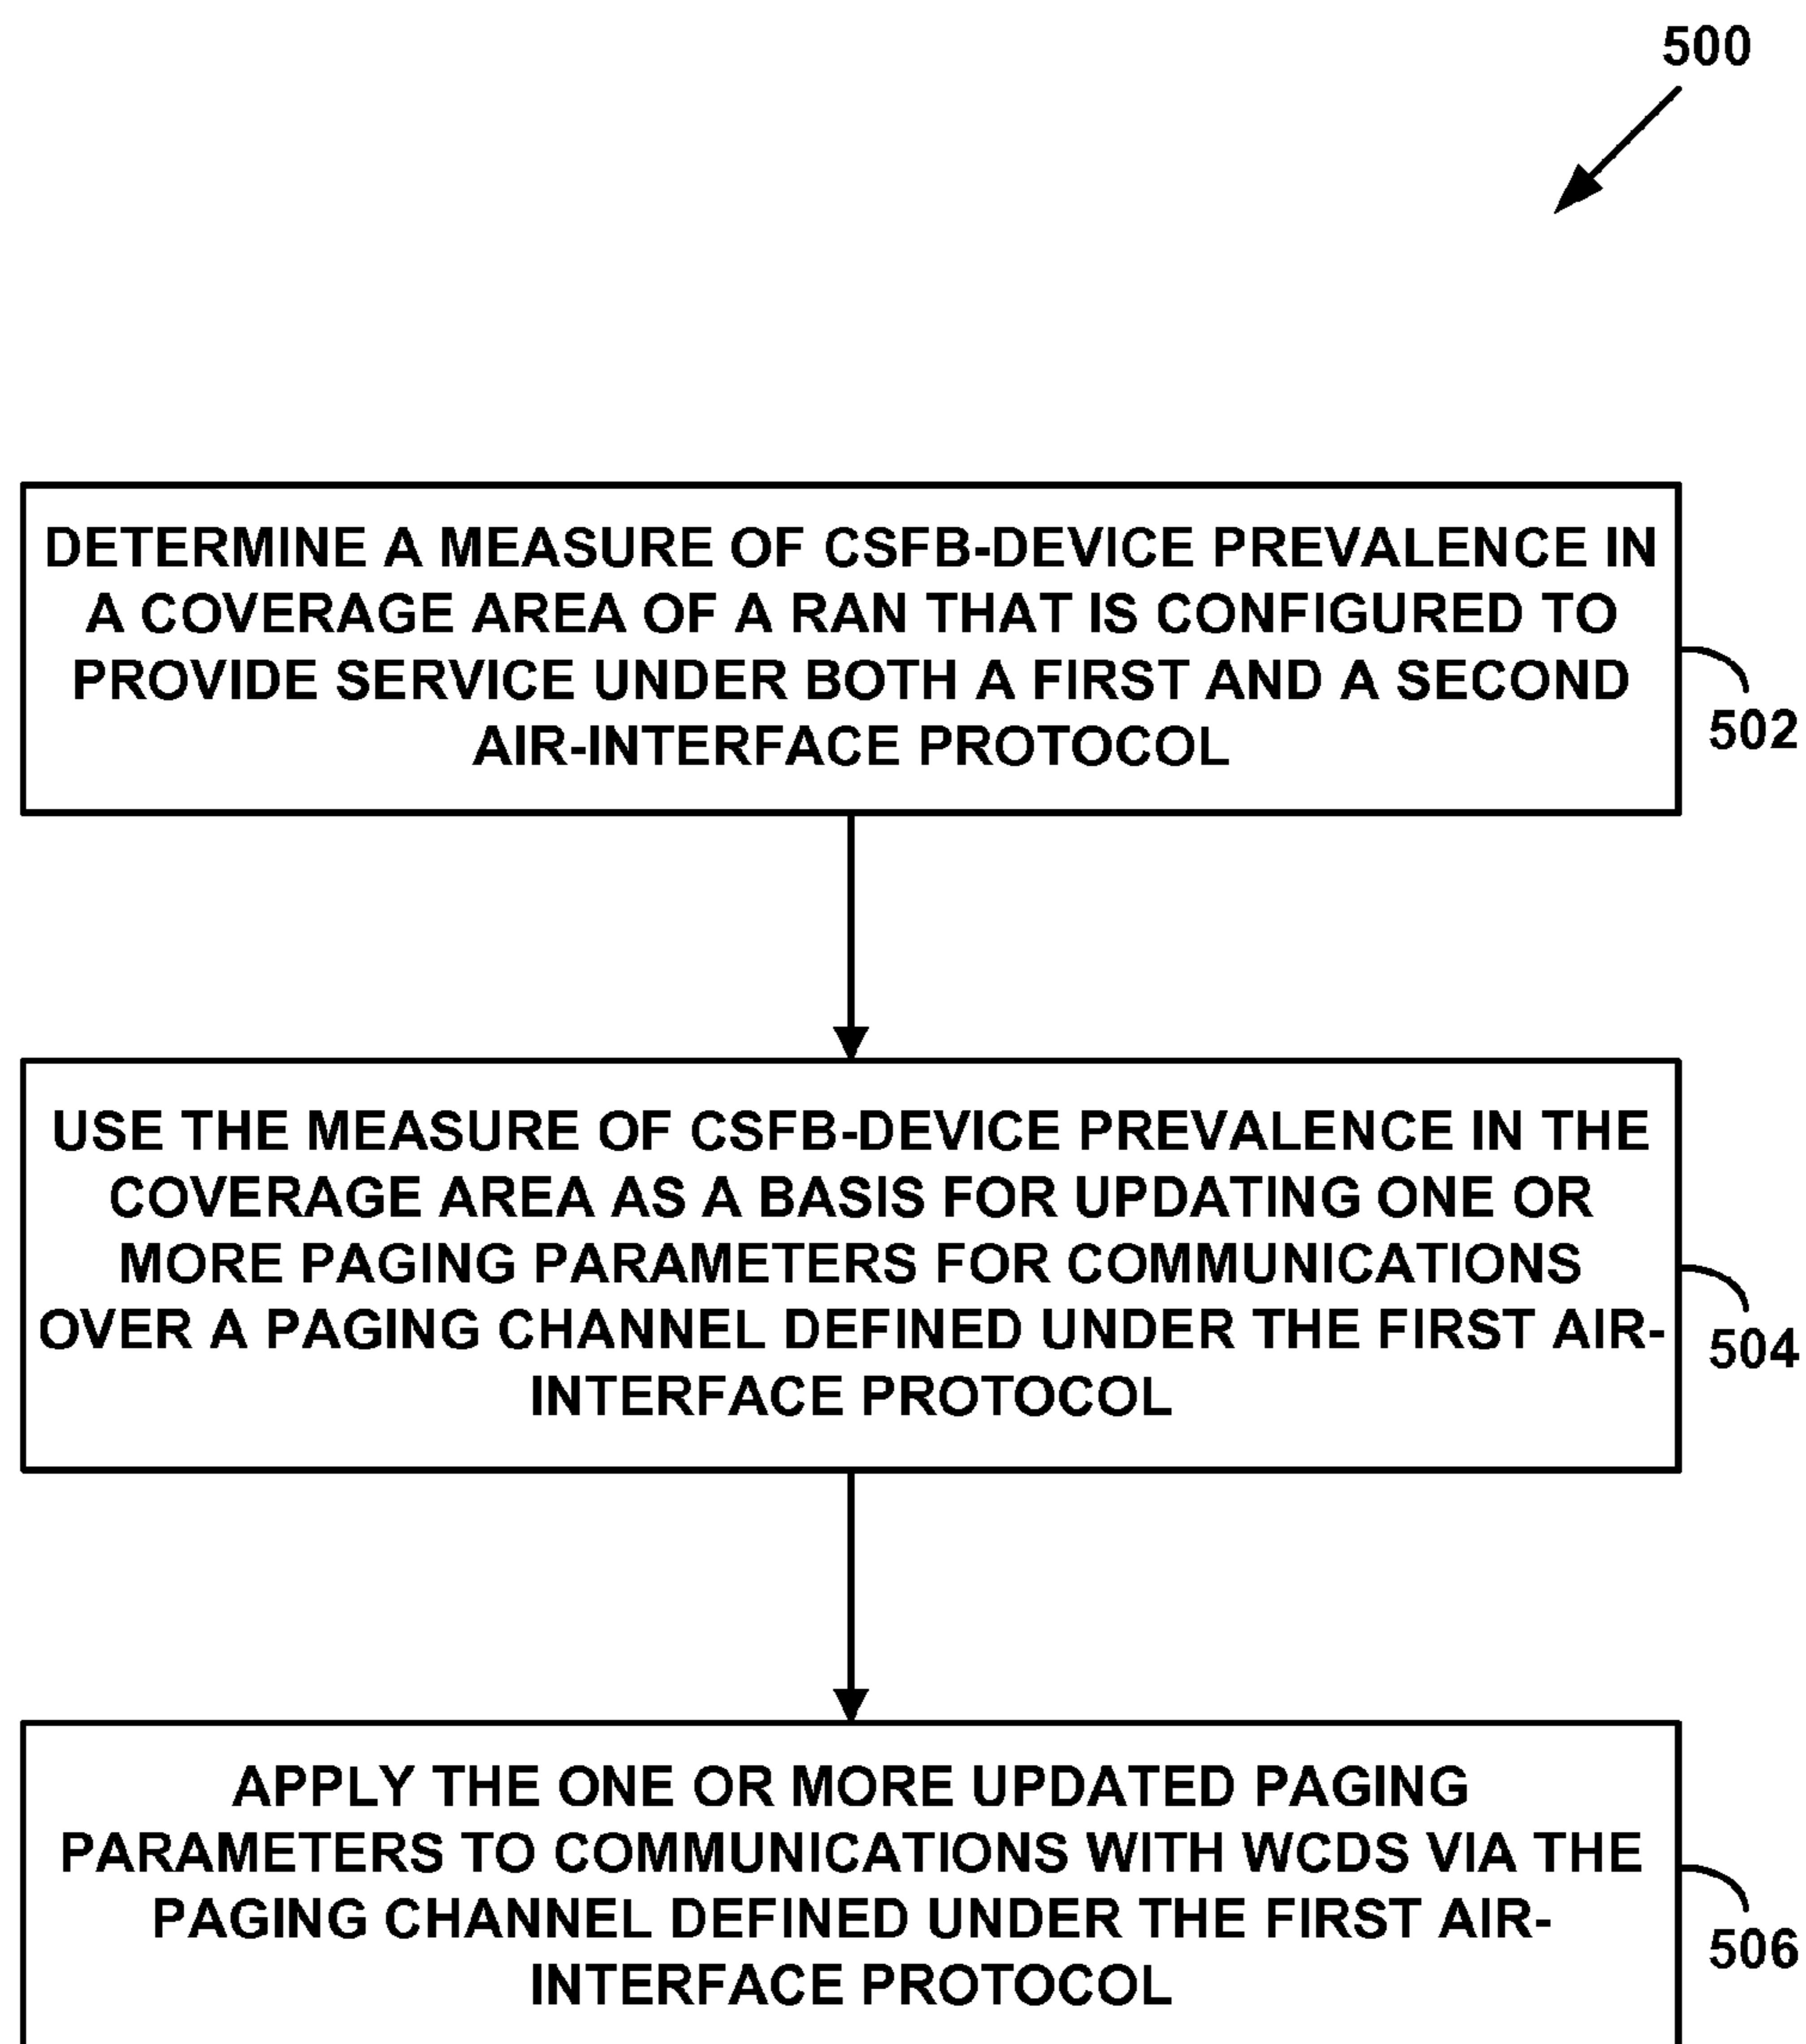 500
DETERMINE A MEASURE OF CSFB-DEVICE PREVALENCE IN
A COVERAGE AREA OF A RAN THAT IS CONFIGURED TO
PROVIDE SERVICE UNDER BOTH A FIRST AND A SECOND
AIR-INTERFACE PROTOCOL
502
USE THE MEASURE OF CSFB-DEVICE PREVALENCE IN THE
COVERAGE AREA AS A BASIS FOR UPDATING ONE OR
MORE PAGING PARAMETERS FOR COMMUNICATIONS
OVER A PAGING CHANNEL DEFINED UNDER THE FIRST AIR-
INTERFACE PROTOCOL
504
APPLY THE ONE OR MORE UPDATED PAGING
PARAMETERS TO COMMUNICATIONS WITH WCDS VIA THE
PAGING CHANNEL DEFINED UNDER THE FIRST AIR-
INTERFACE PROTOCOL
506